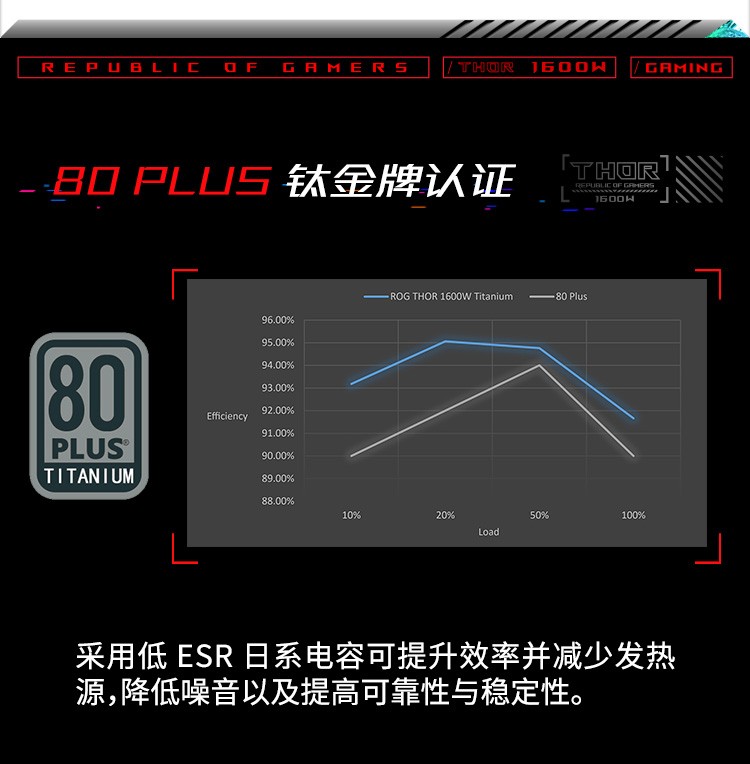 REPUBLIC OF GAMERS
/THOR 1600W
/GAMING
80 PLUS 钛金牌认证
THOR
REPUBLIC OF GAMERS
1600W
ROG THOR 1600W Titanium
80 Plus
96.00%
95.00%
94.00%
93.00%
92.00%
91.00%
90.00%
89.00%
88.00%
Efficiency
10%
20%
50%
100%
Load
80
PLUS®
TITANIUM
采用低 ESR 日系电容可提升效率并减少发热
源,降低噪音以及提高可靠性与稳定性。